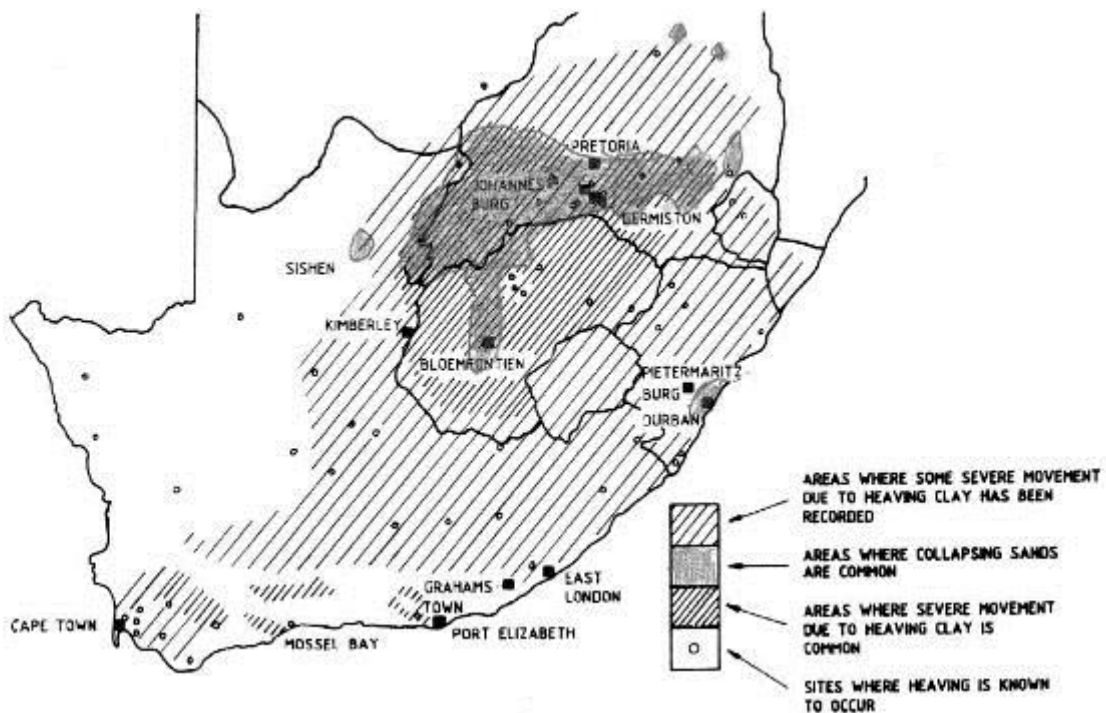 PRETORIA
JOHANNES
BURG
GERMISTON
SISHEN
KIMBERLEY
BLOEMFONTIEN
PIETERMARITZ
BURG
DURBAN
AREAS WHERE SOME SEVERE MOVEMENT
DUE TO HEAVING CLAY HAS BEEN
RECORDED
AREAS WHERE COLLAPSING SANDS
ARE COMMON
GRAHAMS
TOWN
EAST
LONDON
AREAS WHERE SEVERE MOVEMENT
DUE TO HEAVING CLAY IS
COMMON
CAPE TOWN
MOSSEL BAY
PORT ELIZABETH
SITES WHERE HEAVING IS KNOWN
TO OCCUR